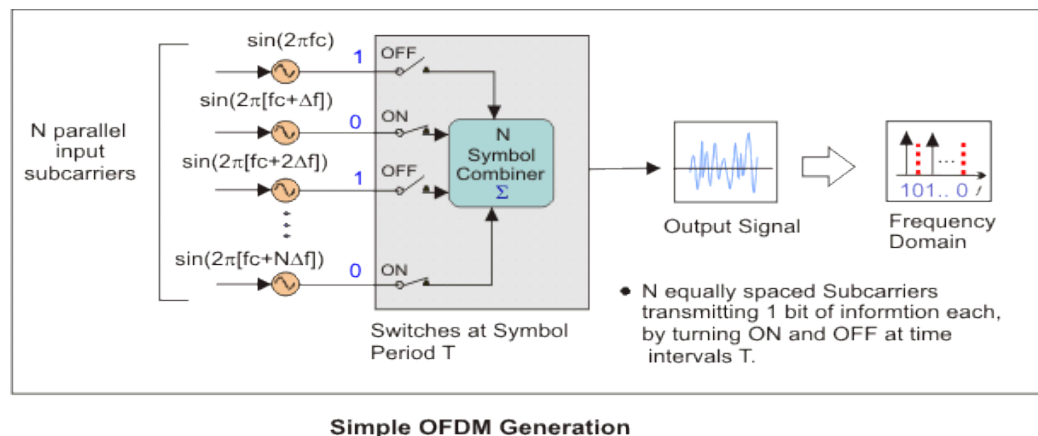 sin(2πfc)
1
OFF
sin(2π[fc+Δf])
0
ON
N parallel
input
subcarriers
sin(2π[fc+2Δf])
1
OFF
N
Symbol
Combiner
Σ
sin(2π[fc+NΔf])
0
ON
Switches at Symbol
Period T
Output Signal
101.. 0 f
...
Frequency
Domain
• N equally spaced Subcarriers
transmitting 1 bit of informtion each,
by turning ON and OFF at time
intervals T.
Simple OFDM Generation